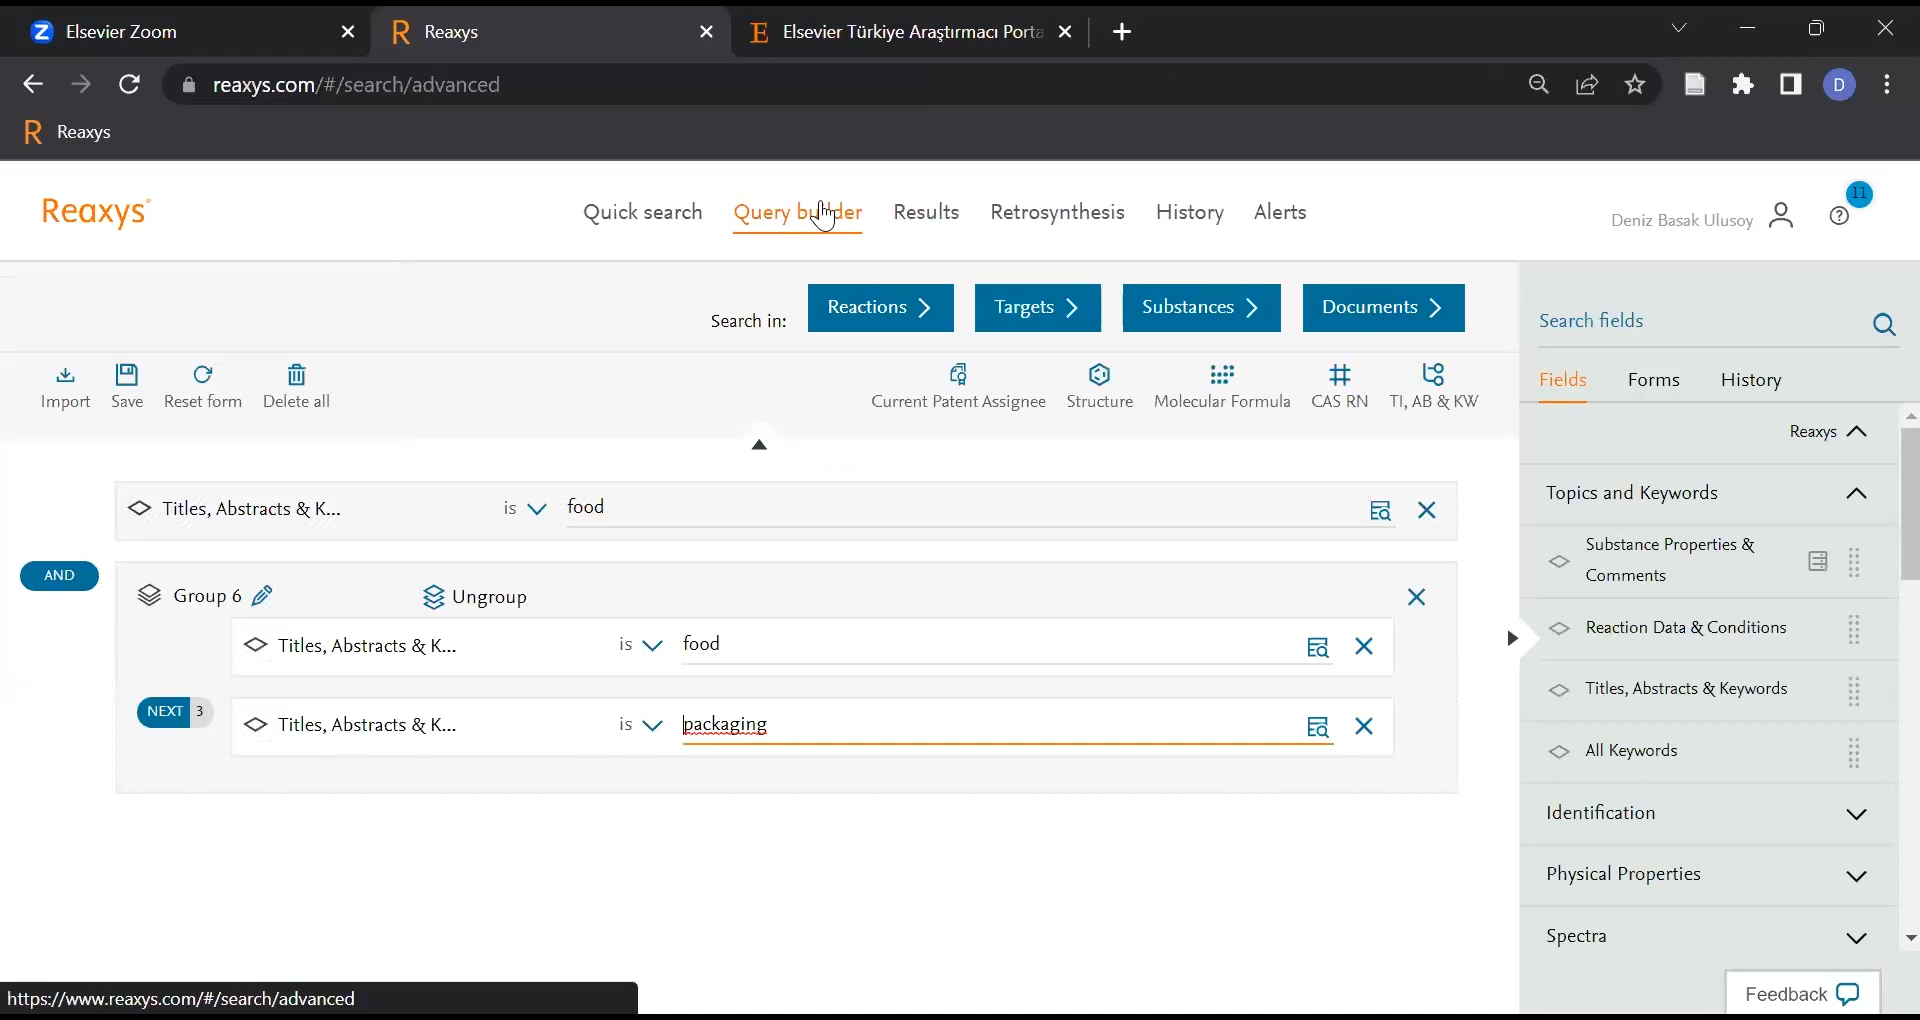 Elsevier Zoom
Reaxys
Elsevier Türkiye Araştırmacı Porta
reaxys.com/#/search/advanced
D
Reaxys
Reaxys
Quick search
Query builder
Results
Retrosynthesis
History
Alerts
Deniz Basak Ulusoy
11
Search in:
Reactions
Targets
Substances
Documents
Search fields
Import
Save
Reset form
Delete all
Current Patent Assignee
Structure
Molecular Formula
CAS RN
TI, AB & KW
Fields
Forms
History
Reaxys
Titles, Abstracts & K...
is
food
AND
Group 6
Ungroup
Titles, Abstracts & K...
is
food
NEXT 3
Titles, Abstracts & K...
is
packaging
Topics and Keywords
Substance Properties &
Comments
Reaction Data & Conditions
Titles, Abstracts & Keywords
All Keywords
Identification
Physical Properties
Spectra
Feedback
https://www.reaxys.com/#/search/advanced